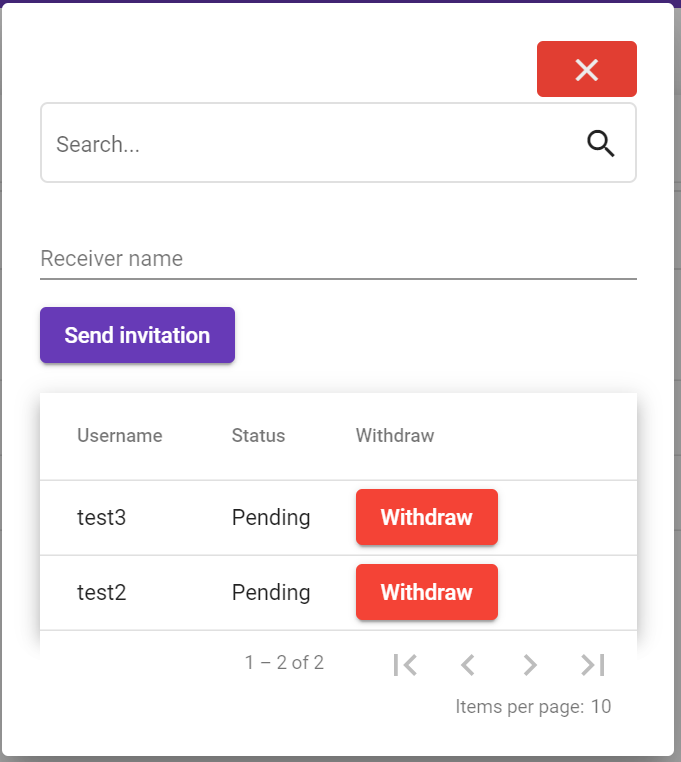 Search...
Receiver name
Send invitation
Username Status Withdraw
test3 Pending Withdraw
test2 Pending Withdraw
1 – 2 of 2
Items per page: 10